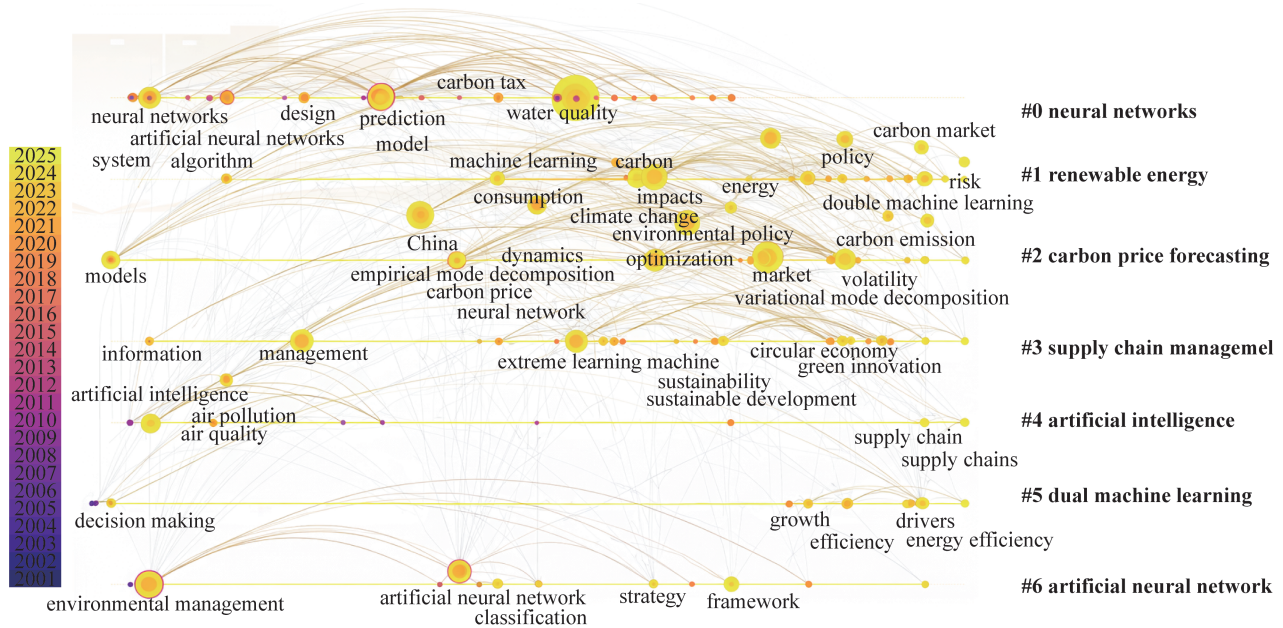 carbon tax
neural networks
design
prediction
water quality
#0 neural networks
artificial neural networks
model
carbon market
system
algorithm
machine learning
carbon
policy
#1 renewable energy
consumption
impacts
energy
risk
climate change
double machine learning
China
environmental policy
carbon emission
models
dynamics
optimization
#2 carbon price forecasting
empirical mode decomposition
market
volatility
carbon price
variational mode decomposition
neural network
information
management
extreme learning machine
circular economy
#3 supply chain managemel
green innovation
sustainability
artificial intelligence
sustainable development
air pollution
air quality
supply chain
#4 artificial intelligence
supply chains
decision making
growth
drivers
#5 dual machine learning
efficiency
energy efficiency
environmental management
artificial neural network
strategy
framework
#6 artificial neural network
classification
2025
2024
2023
2022
2021
2020
2019
2018
2017
2016
2015
2014
2013
2012
2011
2010
2009
2008
2007
2006
2005
2004
2003
2002
2001